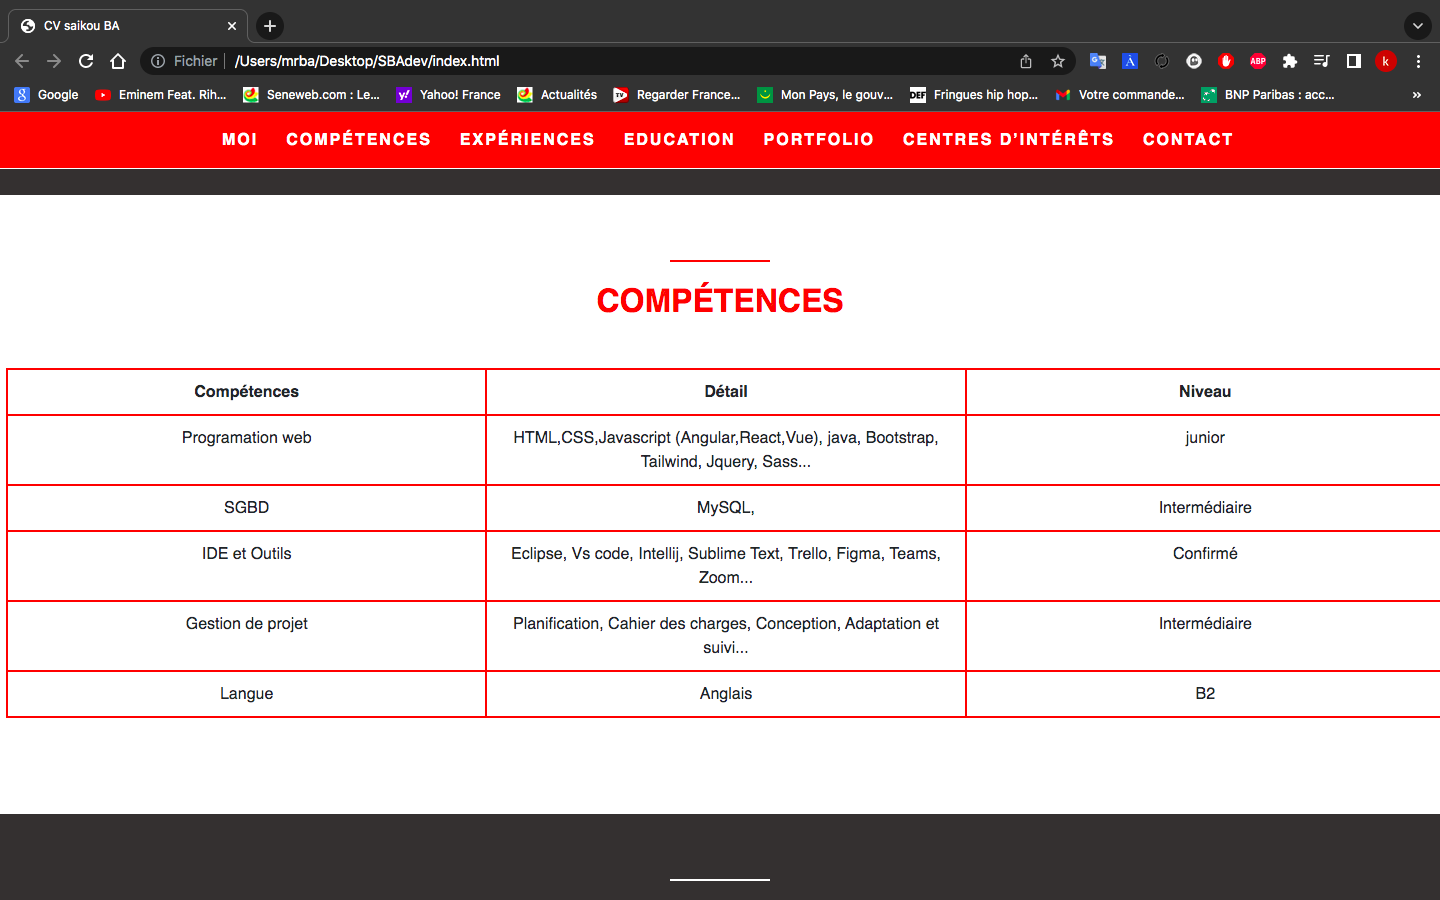 CV saikou BA
Fichier /Users/mrba/Desktop/SBAdev/index.html
k
Google Eminem Feat. Rih... Seneweb.com : Le... Yahoo! France Actualités Regarder France... Mon Pays, le gouv... Fringues hip hop... Votre commande... BNP Paribas : acc...
MOI COMPÉTENCES EXPÉRIENCES EDUCATION PORTFOLIO CENTRES D’INTÉRÊTS CONTACT
COMPÉTENCES
Compétences Détail Niveau
Programation web HTML,CSS,Javascript (Angular,React,Vue), java, Bootstrap, junior
Tailwind, Jquery, Sass...
SGBD MySQL, Intermédiaire
IDE et Outils Eclipse, Vs code, Intellij, Sublime Text, Trello, Figma, Teams, Confirmé
Zoom...
Gestion de projet Planification, Cahier des charges, Conception, Adaptation et Intermédiaire
suivi...
Langue Anglais B2